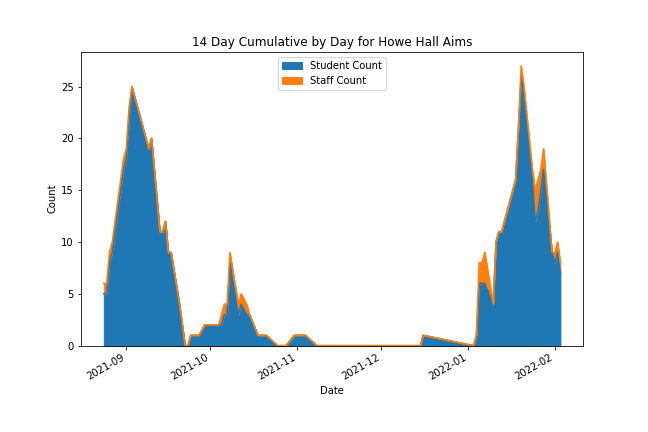 14 Day Cumulative by Day for Howe Hall Aims
Student Count
Staff Count
25
20
15
10
5
0
Count
2021-09
2021-10
2021-11
2021-12
2022-01
2022-02
Date